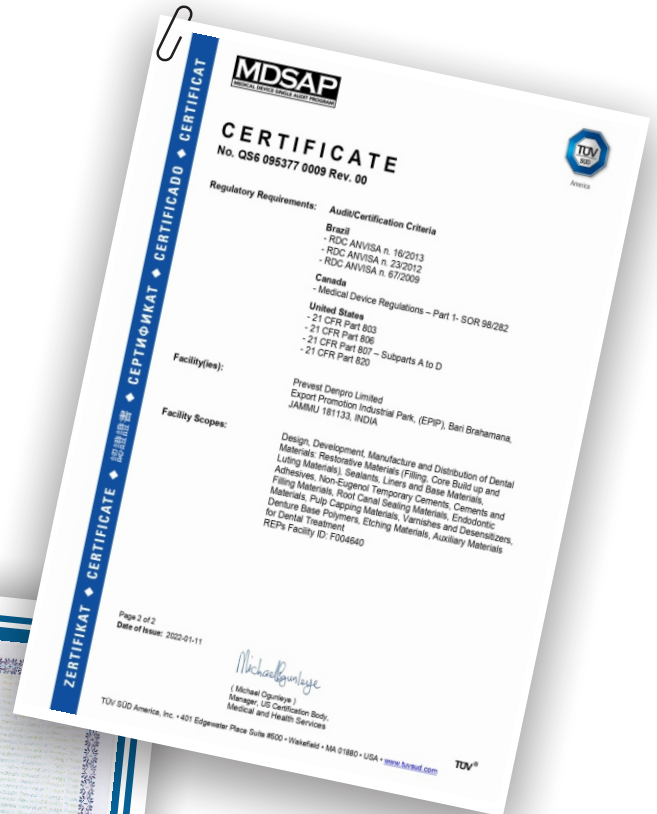 MDSAP
MEDICAL DEVICE SINGLE AUDIT PROGRAM
TÜV
SÜD
America
CERTIFICATE
No. QS6 095377 0009 Rev. 00
Regulatory Requirements:
Audit/Certification Criteria
Brazil
- RDC ANVISA n. 16/2013
- RDC ANVISA n. 23/2012
- RDC ANVISA n. 67/2009
Canada
- Medical Device Regulations – Part 1- SOR 98/282
United States
- 21 CFR Part 803
- 21 CFR Part 806
- 21 CFR Part 807 – Subparts A to D
- 21 CFR Part 820
Facility(ies):
Prevest Denpro Limited
Export Promotion Industrial Park, (EPIP), Bari Brahamana,
JAMMU 181133, INDIA
Facility Scopes:
Design, Development, Manufacture and Distribution of Dental
Materials: Restorative Materials (Filling, Core Build up and
Luting Materials), Sealants, Liners and Base Materials,
Adhesives, Non-Eugenol Temporary Cements, Cements and
Filling Materials, Root Canal Sealing Materials, Endodontic
Materials, Pulp Capping Materials, Varnishes and Desensitizers,
Denture Base Polymers, Etching Materials, Auxiliary Materials
for Dental Treatment
REPs Facility ID: F004640
Page 2 of 2
Date of Issue: 2022-01-11
Michael Ogunleye
( Michael Ogunleye )
Manager, US Certification Body,
Medical and Health Services
TÜV SÜD America, Inc. • 401 Edgewater Place Suite #500 • Wakefield • MA 01880 • USA • www.tuvsud.com
TÜV®
ZERTIFIKAT ◆ CERTIFICATE ◆ 認證證書 ◆ СЕРТИФИКАТ ◆ CERTIFICADO ◆ CERTIFICAT